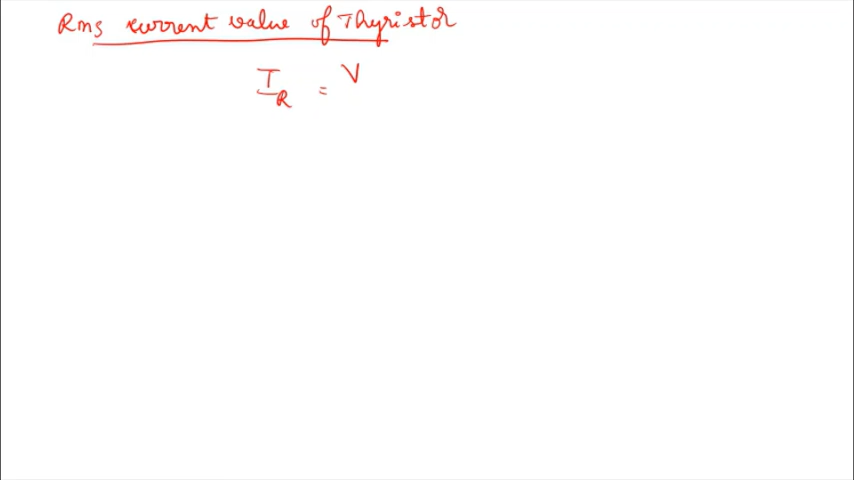 Rms current value of Thyristor
I_R = V